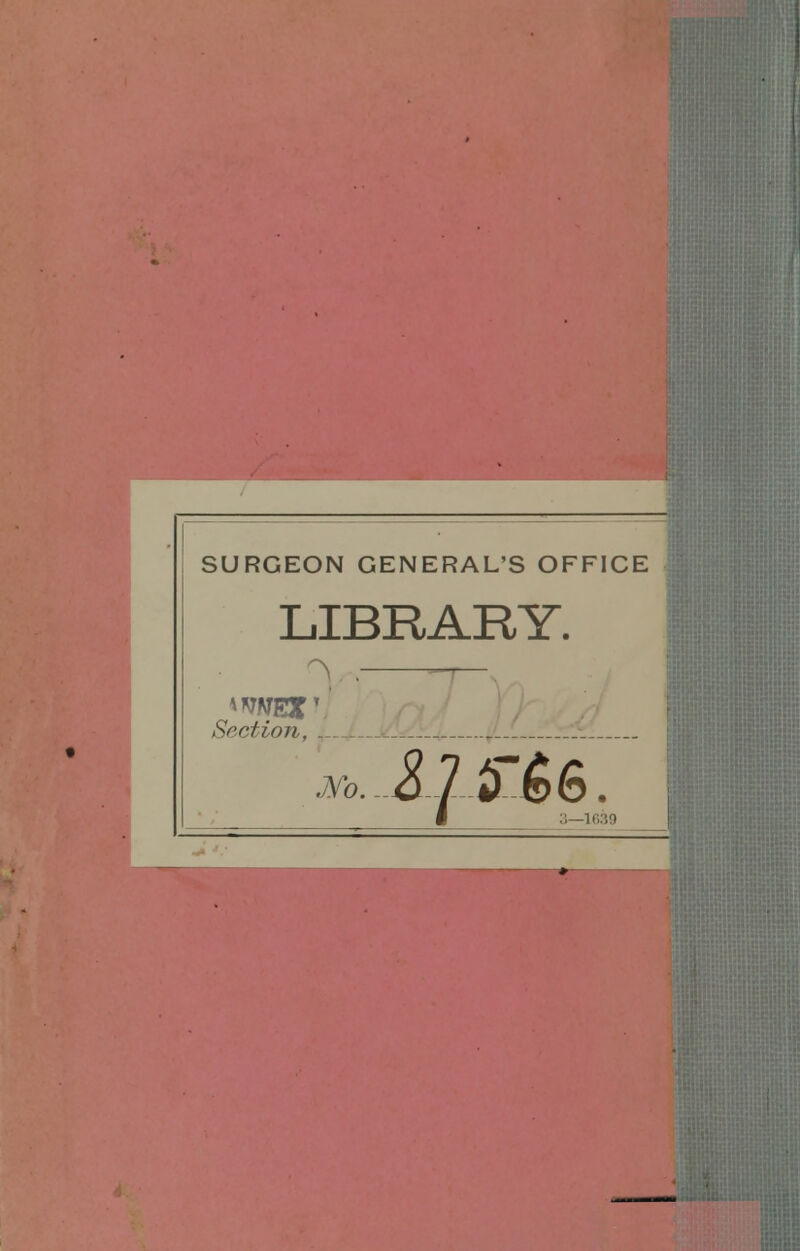 SURGEON GENERAL'S OFFICE
LIBRARY.
ANNEX
Section,
No. 87566.
3—1639